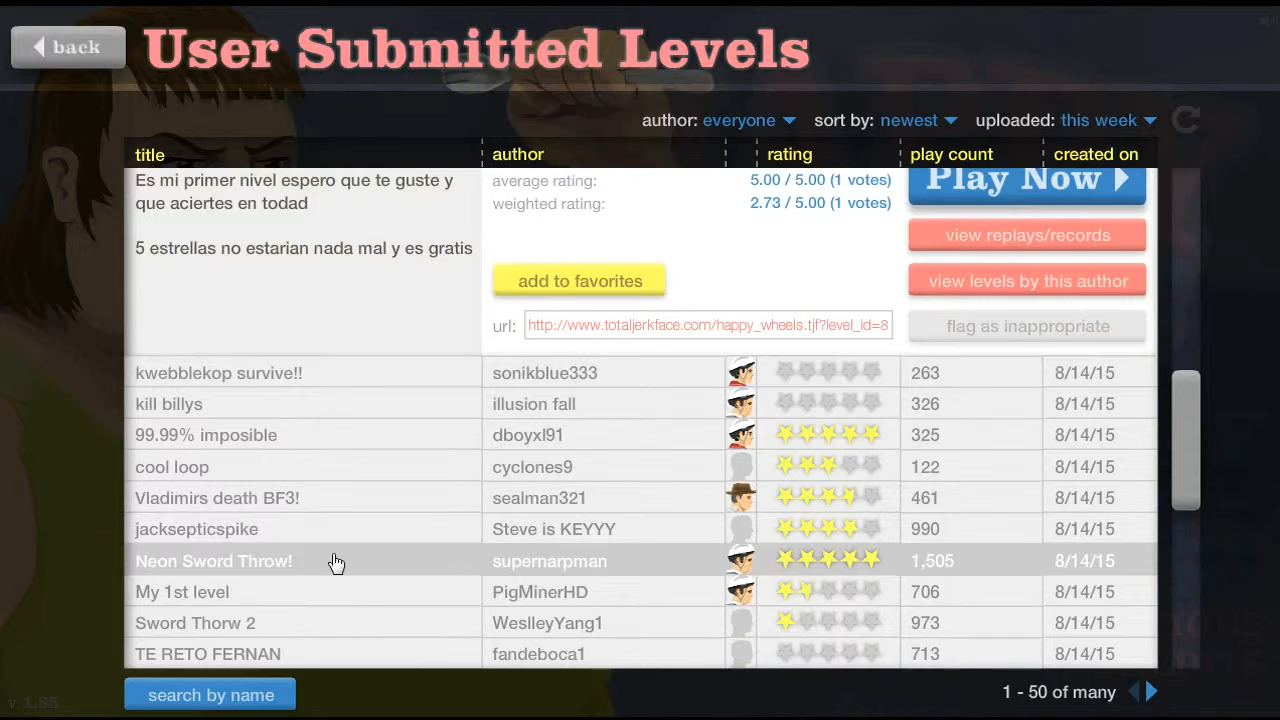 back
User Submitted Levels
author: everyone sort by: newest uploaded: this week
title author rating play count created on
Es mi primer nivel espero que te guste y
que aciertes en todad
5 estrellas no estarian nada mal y es gratis
average rating: 5.00 / 5.00 (1 votes)
weighted rating: 2.73 / 5.00 (1 votes)
add to favorites
url: http://www.totaljerkface.com/happy_wheels.tjf?level_id=8
Play Now
view replays/records
view levels by this author
flag as inappropriate
kwebblekop survive!! sonikblue333 263 8/14/15
kill billys illusion fall 326 8/14/15
99.99% imposible dboyxl91 325 8/14/15
cool loop cyclones9 122 8/14/15
Vladimirs death BF3! sealman321 461 8/14/15
jacksepticspike Steve is KEYYY 990 8/14/15
Neon Sword Throw! supernarpman 1,505 8/14/15
My 1st level PigMinerHD 706 8/14/15
Sword Thorw 2 WeslleyYang1 973 8/14/15
TE RETO FERNAN fandeboca1 713 8/14/15
search by name
1 - 50 of many